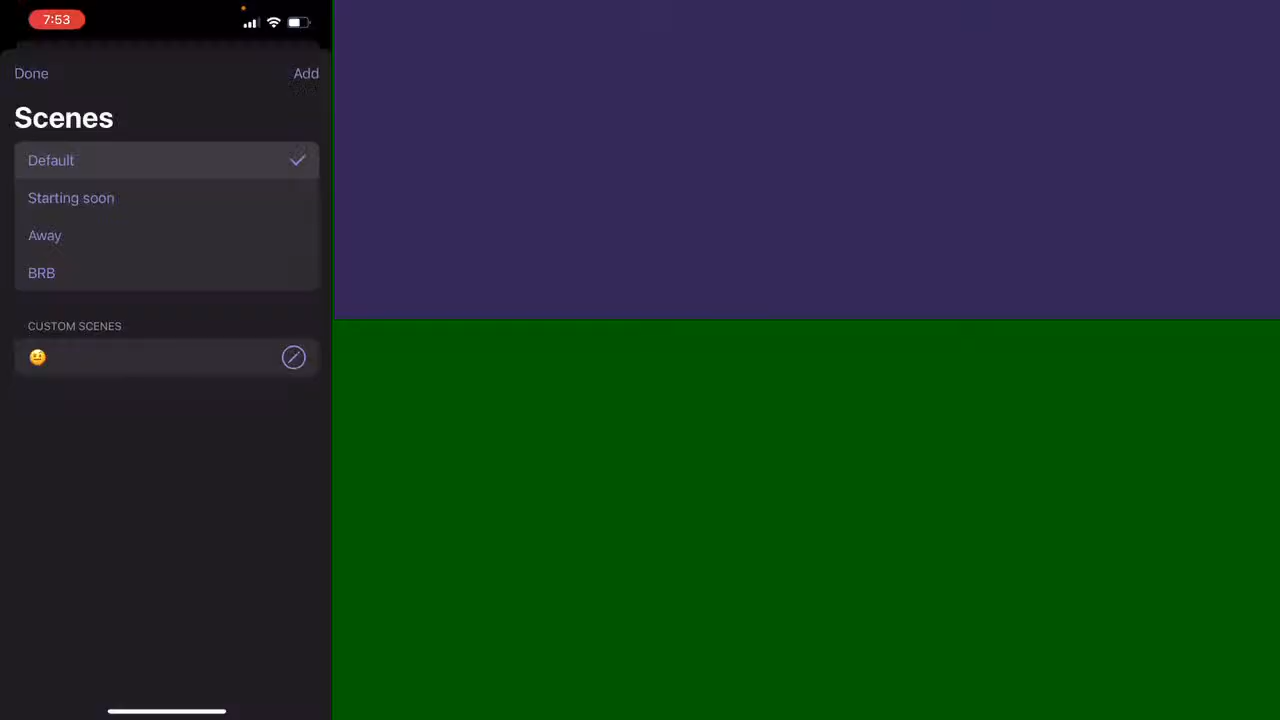 7:53
Done Add
Scenes
Default
Starting soon
Away
BRB
CUSTOM SCENES